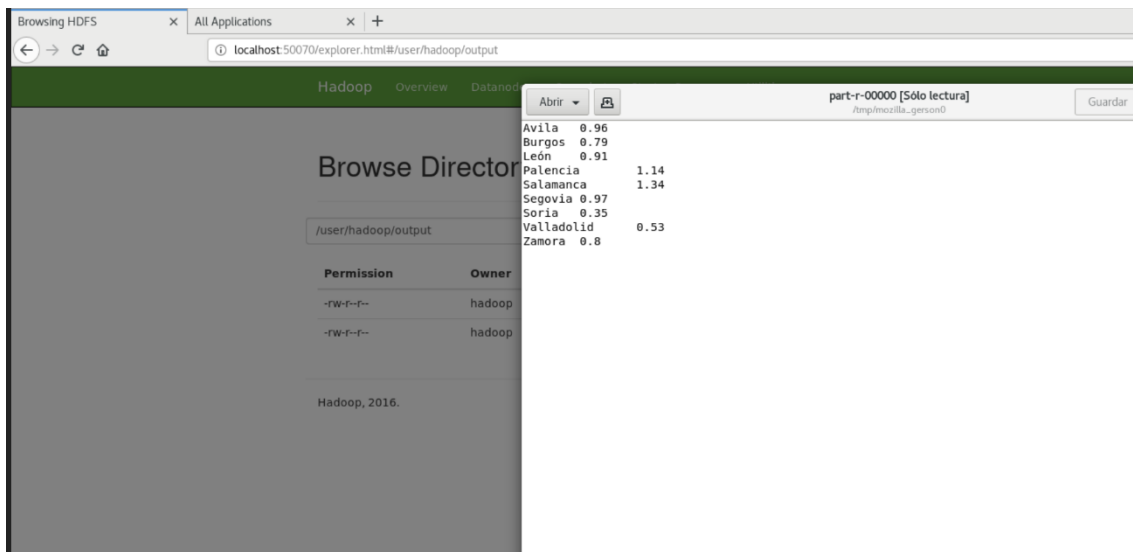 Browsing HDFS
All Applications
localhost:50070/explorer.html#/user/hadoop/output
Hadoop Overview
Abrir
part-r-00000 [Sólo lectura]
/tmp/mozilla_gerson0
Guardar
Browse
/user/hadoop/output
Permission Owner
-rw-r--r-- hadoop
-rw-r--r-- hadoop
Hadoop, 2016.
Avila 0.96
Burgos 0.79
León 0.91
Palencia 1.14
Salamanca 1.34
Segovia 0.97
Soria 0.35
Valladolid 0.53
Zamora 0.8